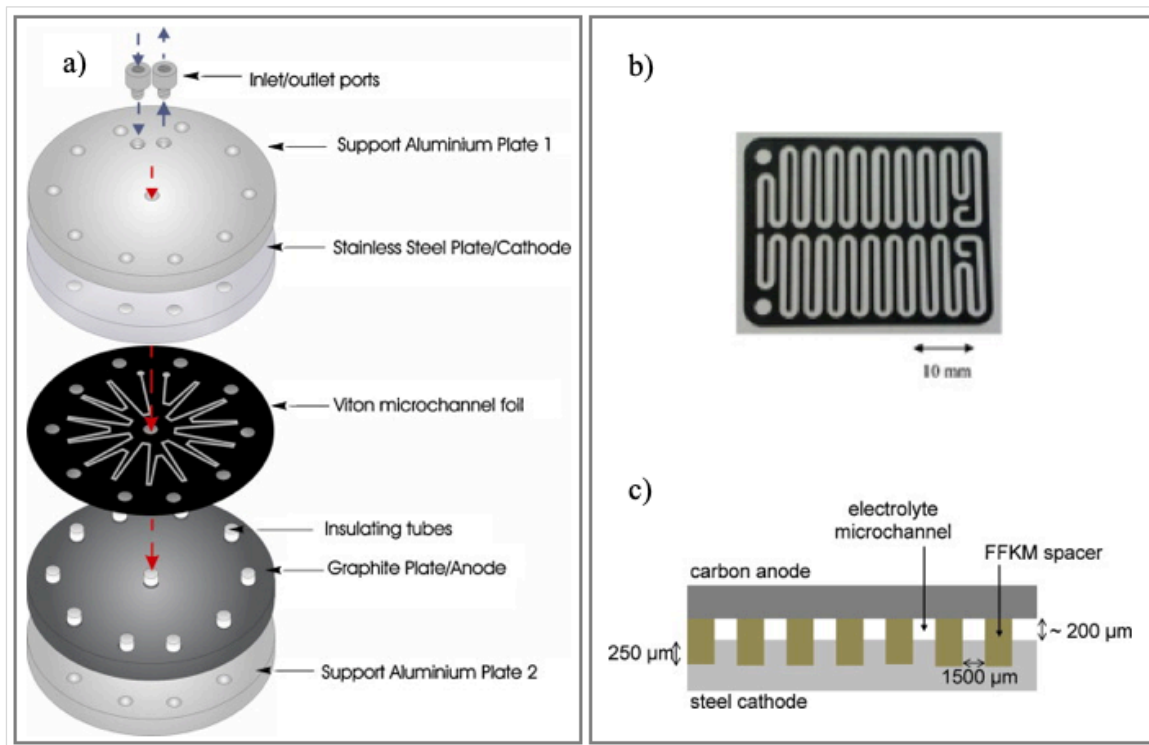 a)
Inlet/outlet ports
Support Aluminium Plate 1
Stainless Steel Plate/Cathode
Viton microchannel foil
Insulating tubes
Graphite Plate/Anode
Support Aluminium Plate 2
b)
10 mm
c)
electrolyte
microchannel
FFKM spacer
carbon anode
~ 200 µm
250 µm
1500 µm
steel cathode